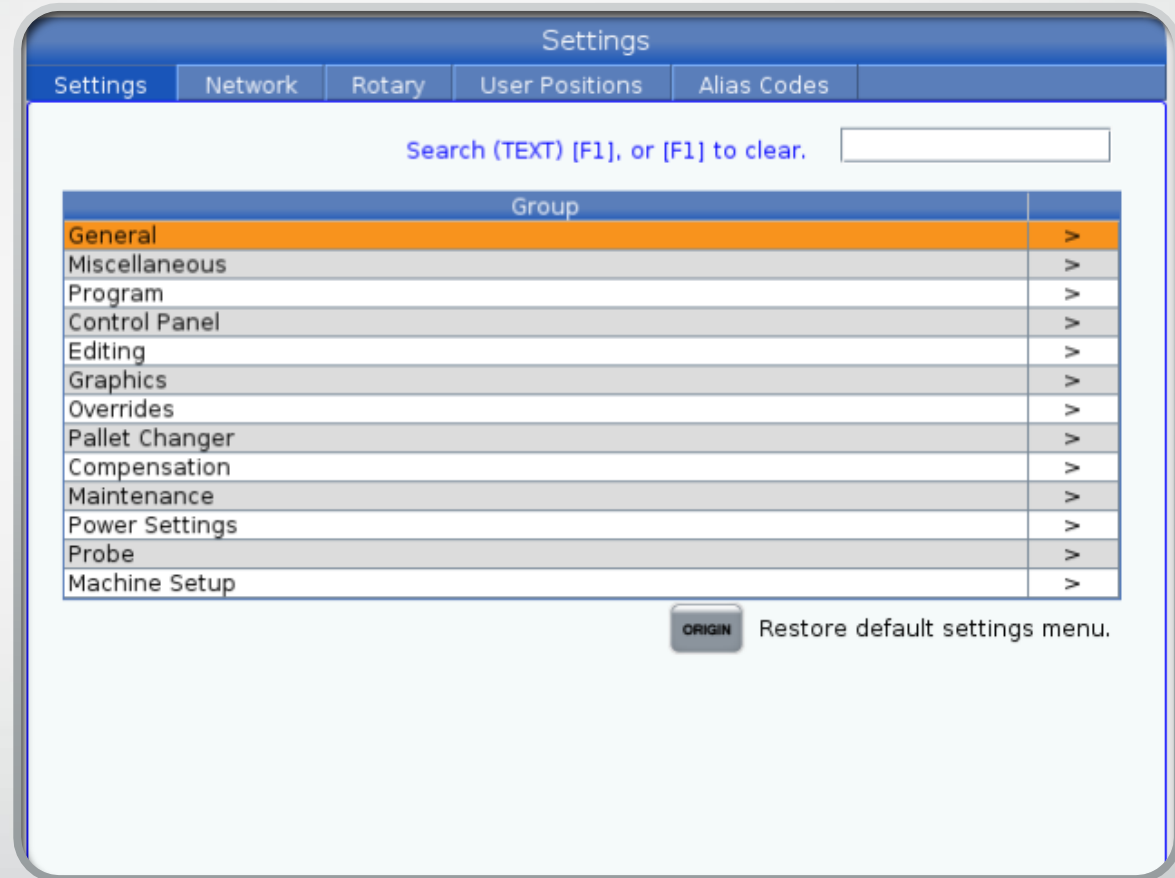 Settings
Settings Network Rotary User Positions Alias Codes
Search (TEXT) [F1], or [F1] to clear.
Group
General >
Miscellaneous >
Program >
Control Panel >
Editing >
Graphics >
Overrides >
Pallet Changer >
Compensation >
Maintenance >
Power Settings >
Probe >
Machine Setup >
ORIGIN Restore default settings menu.